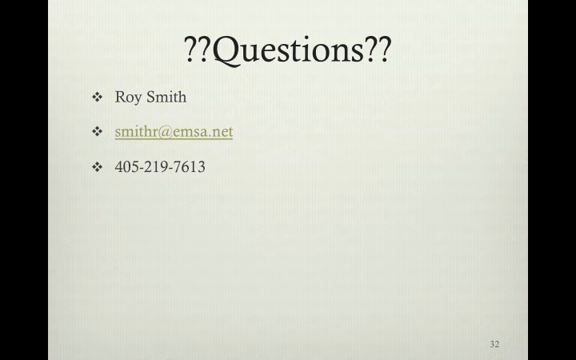 ??Questions??
❖ Roy Smith
❖ smithr@emsa.net
❖ 405-219-7613
32